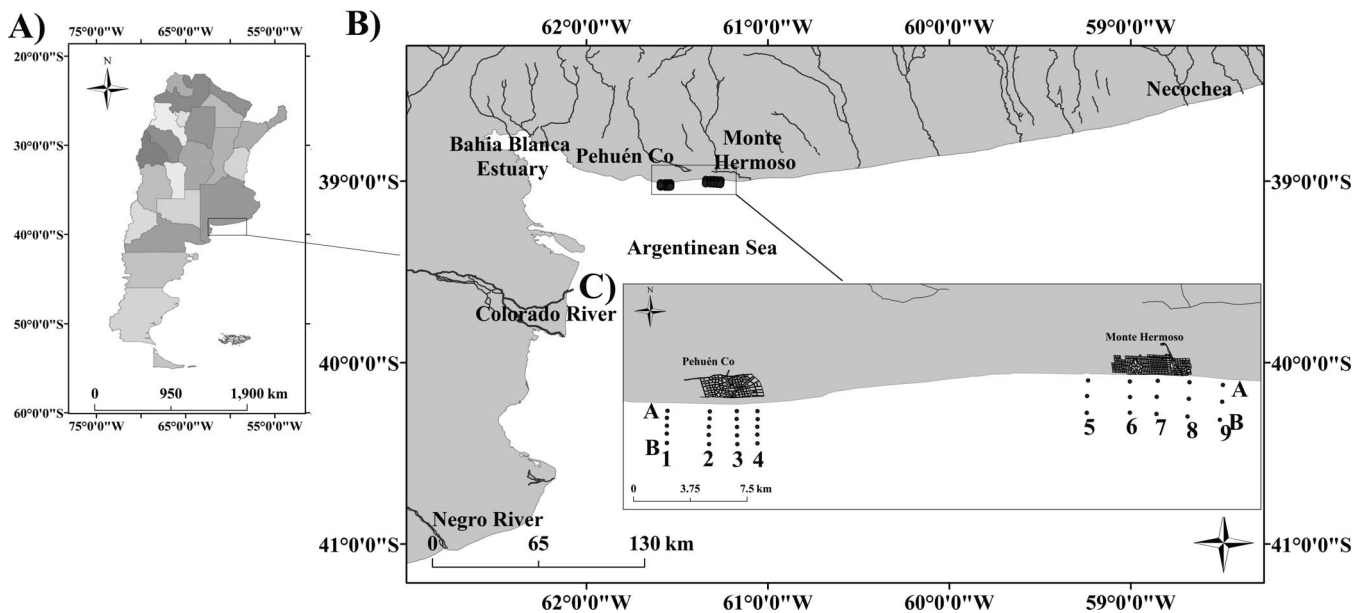 A)
75°0'0"W 65°0'0"W 55°0'0"W
20°0'0"S
30°0'0"S
40°0'0"S
50°0'0"S
60°0'0"S
0 950 1,900 km
75°0'0"W 65°0'0"W 55°0'0"W
B)
62°0'0"W 61°0'0"W 60°0'0"W 59°0'0"W
Necochea
Bahía Blanca
Estuary
Pehuén Co
Monte
Hermoso
39°0'0"S 39°0'0"S
Argentinean Sea
Colorado River
40°0'0"S 40°0'0"S
Negro River
0 65 130 km
41°0'0"S 41°0'0"S
62°0'0"W 61°0'0"W 60°0'0"W 59°0'0"W
C)
N
Pehuén Co
Monte Hermoso
A
B
1 2 3 4
A
B
5 6 7 8 9
0 3.75 7.5 km